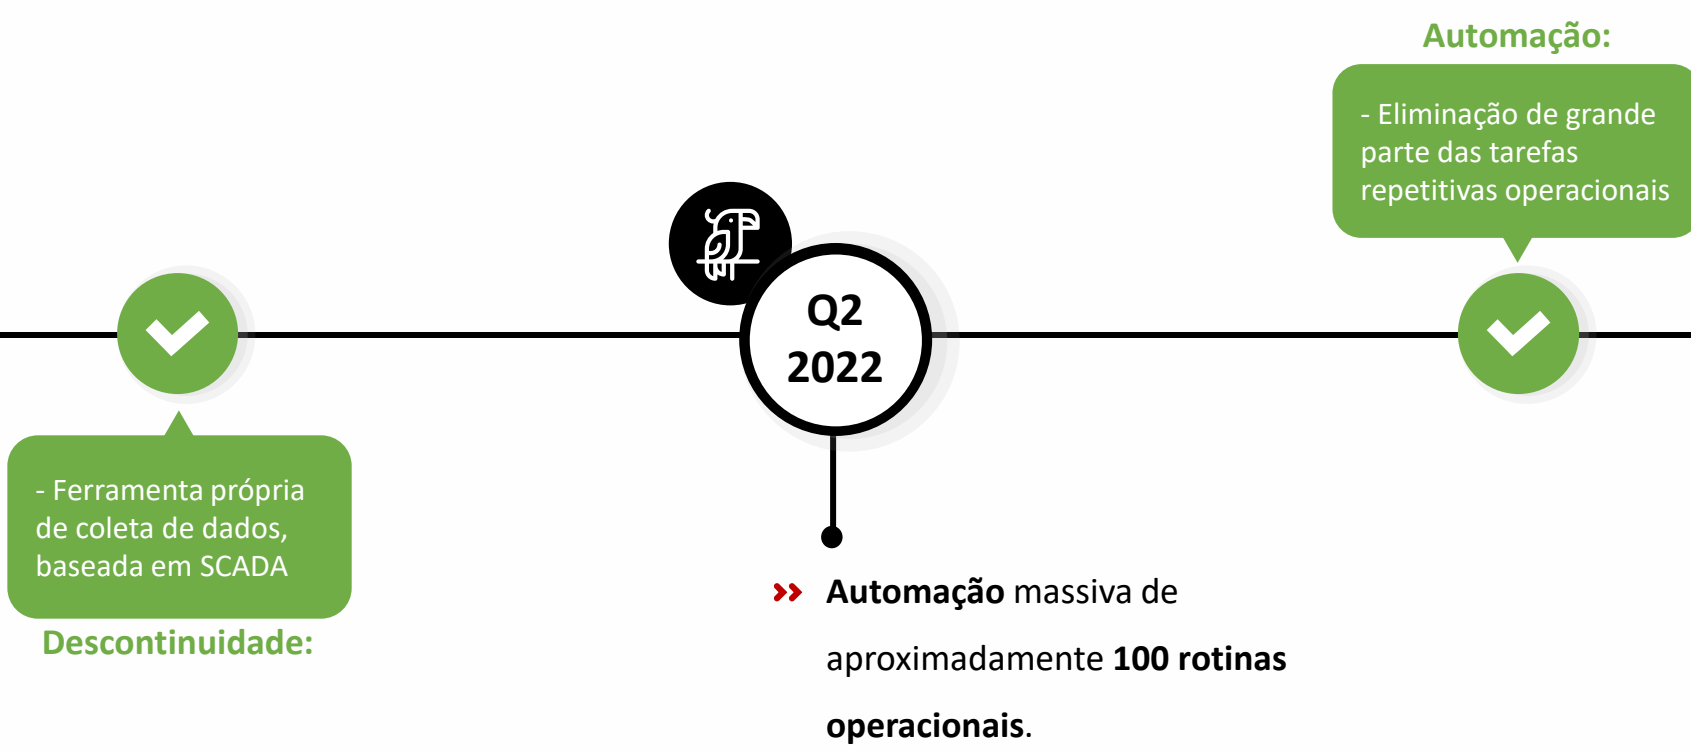 Automação:
- Eliminação de grande
parte das tarefas
repetitivas operacionais
Q2
2022
- Ferramenta própria
de coleta de dados,
baseada em SCADA
Descontinuidade:
Automação massiva de
aproximadamente 100 rotinas
operacionais.